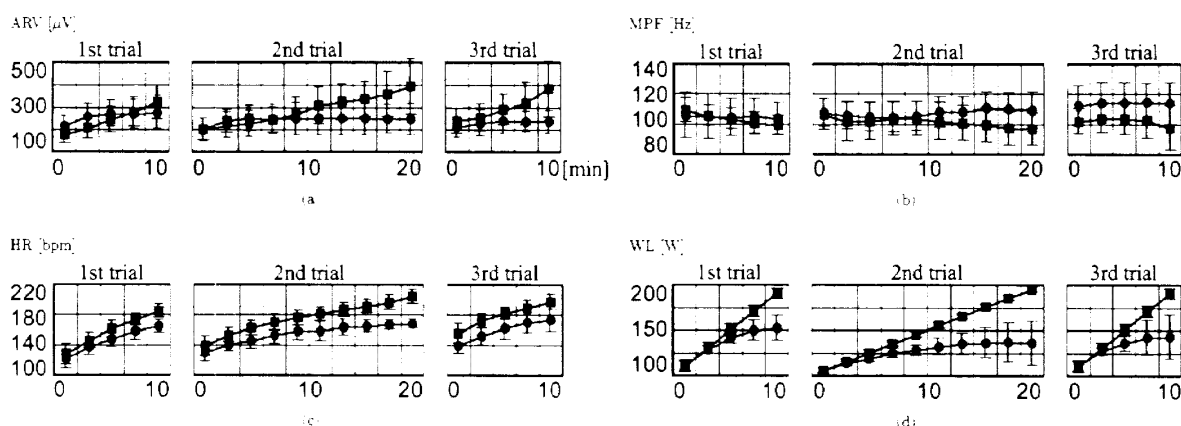 ARV [μV]
1st trial 2nd trial 3rd trial
500
300
100
0 10 0 10 20 0 10 [min]
(a
MPF [Hz]
1st trial 2nd trial 3rd trial
140
120
100
80
0 10 0 10 20 0 10
(b)
HR [bpm]
1st trial 2nd trial 3rd trial
220
180
140
100
0 10 0 10 20 0 10
(c)
WL [W]
1st trial 2nd trial 3rd trial
200
150
100
0 10 0 10 20 0 10
(d)